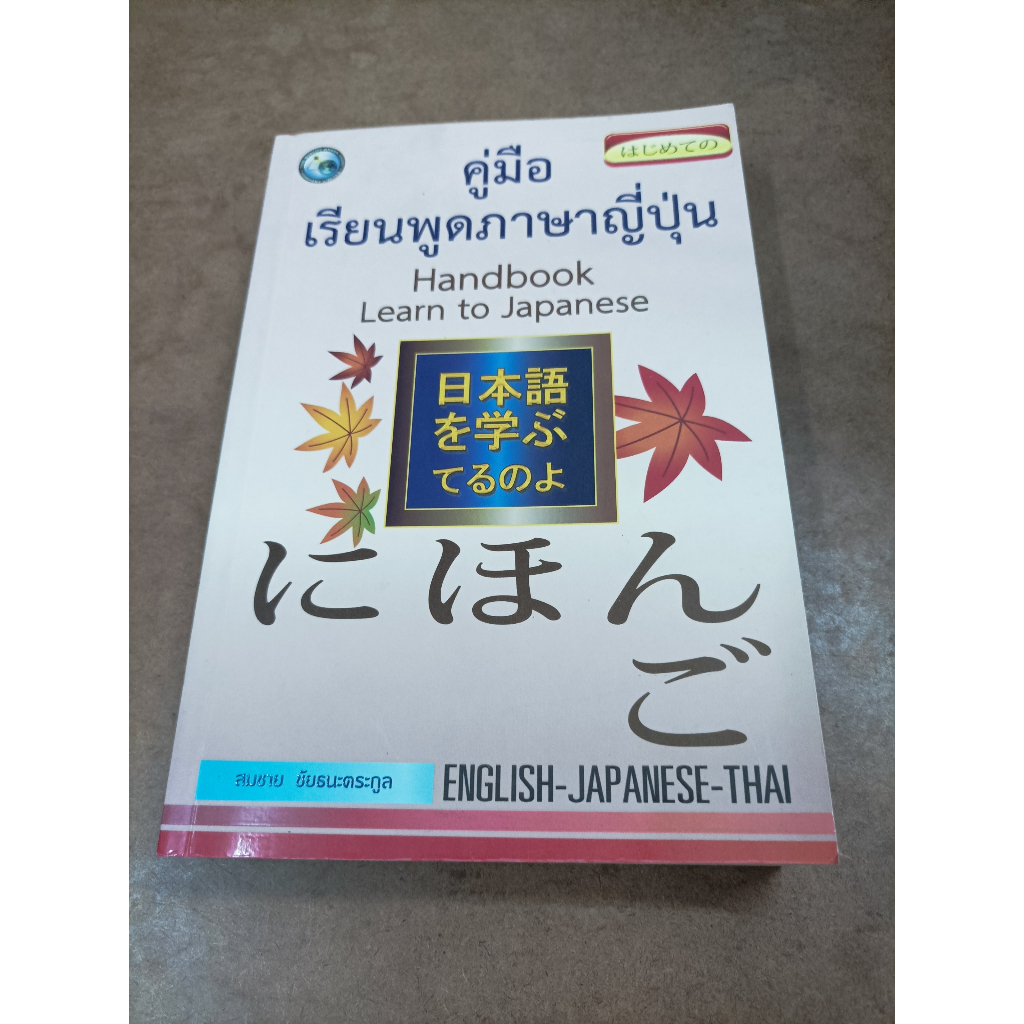 はじめての
คู่มือ
เรียนพูดภาษาญี่ปุ่น
Handbook
Learn to Japanese
日本語
を学ぶ
てるのよ
にほん
ご
สมชาย ชัยธนะตระกูล
ENGLISH-JAPANESE-THAI